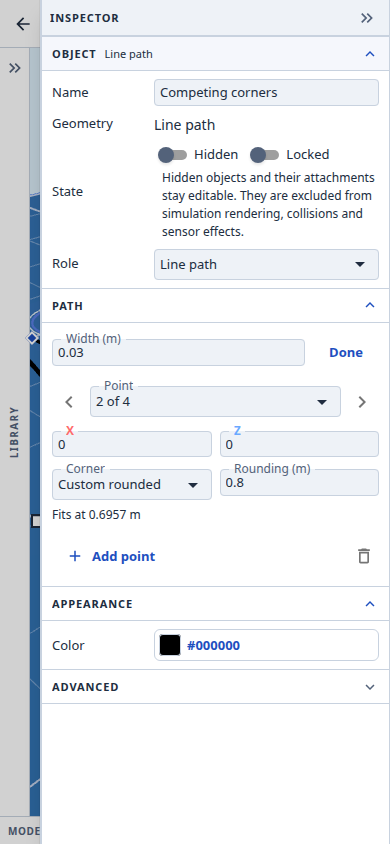 INSPECTOR
OBJECT Line path
Name Competing corners
Geometry Line path
Hidden Locked
State
Hidden objects and their attachments
stay editable. They are excluded from
simulation rendering, collisions and
sensor effects.
Role Line path
PATH
Width (m)
0.03
Done
Point
2 of 4
X
0
Z
0
Corner
Custom rounded
Rounding (m)
0.8
Fits at 0.6957 m
Add point
APPEARANCE
Color #000000
ADVANCED
LIBRARY
MODE